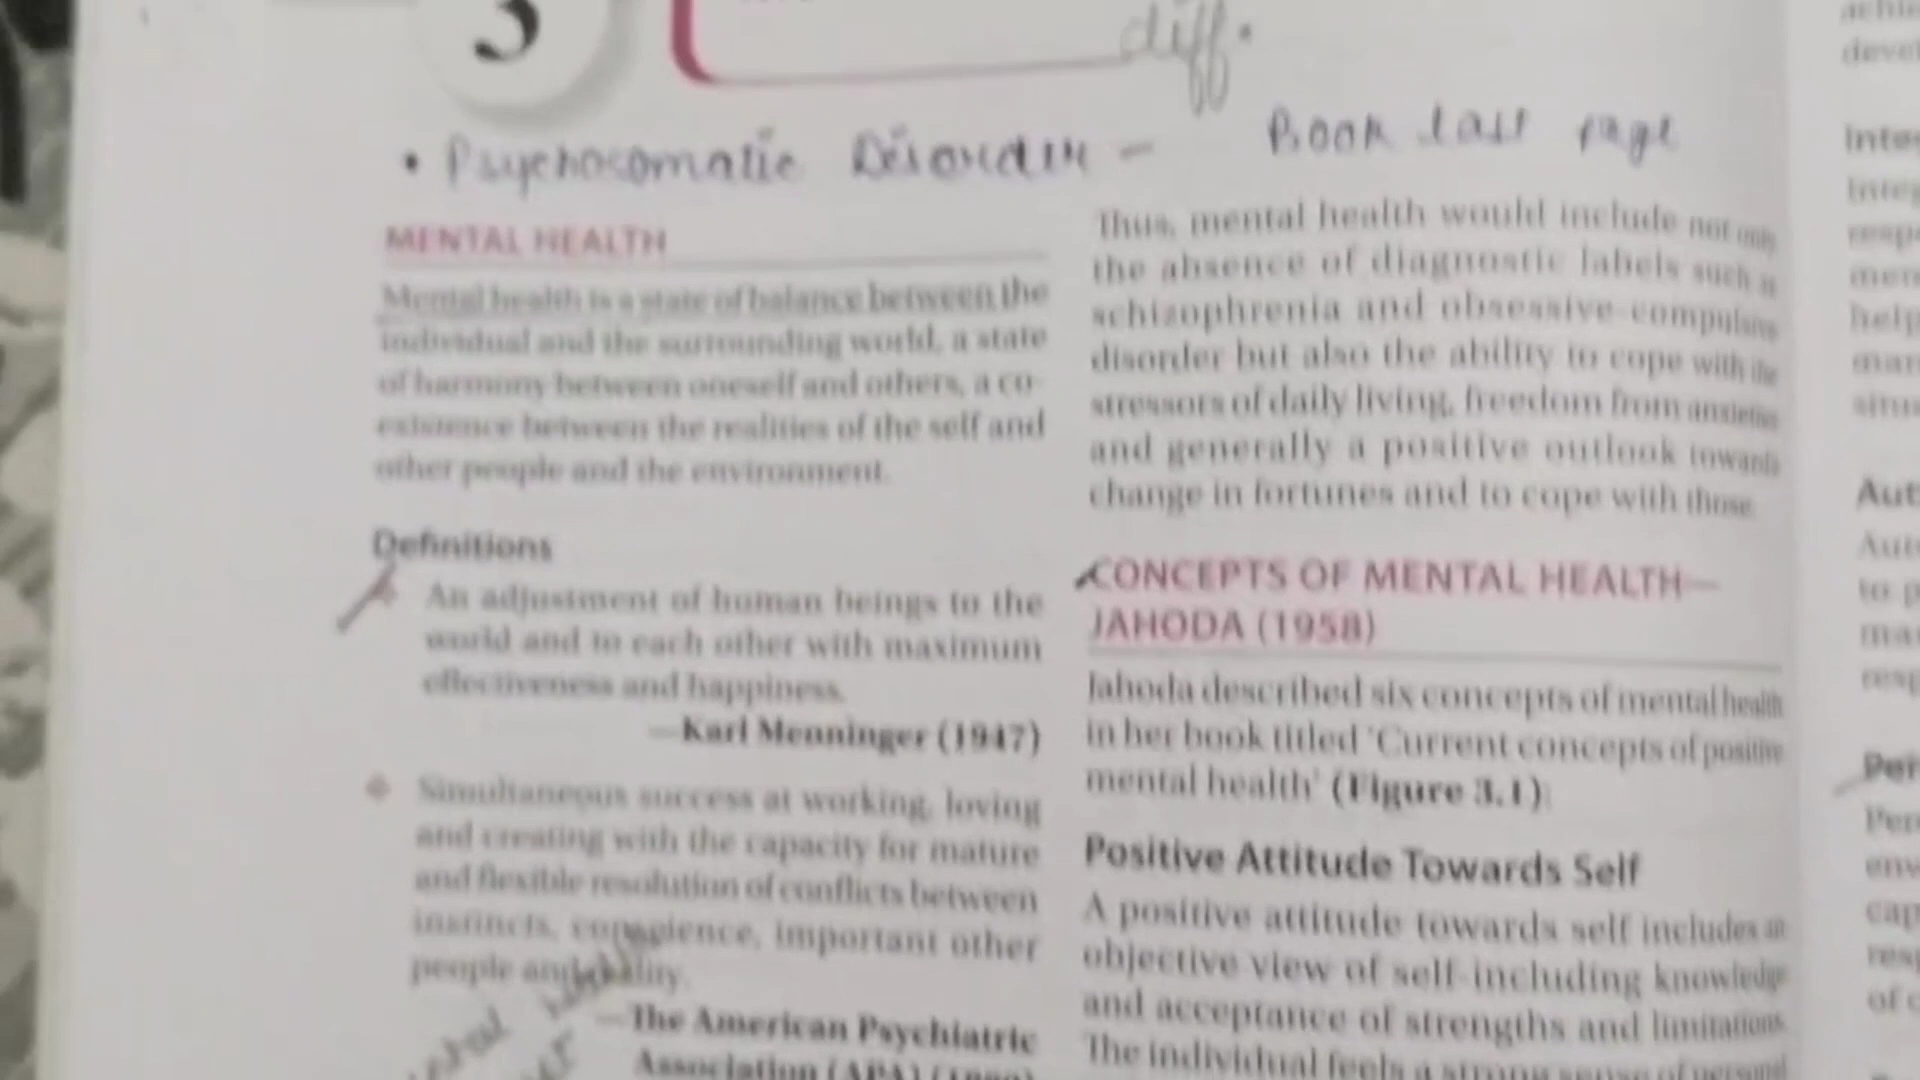 3
diff.
• Psychosomatic Disorder - Book last page
MENTAL HEALTH
Mental health is a state of balance between the
individual and the surrounding world, a state
of harmony between oneself and others, a co-
existence between the realities of the self and
other people and the environment.
Definitions
An adjustment of human beings to the
world and to each other with maximum
effectiveness and happiness.
—Karl Menninger (1947)
Simultaneous success at working, loving
and creating with the capacity for mature
and flexible resolution of conflicts between
instincts, conscience, important other
people and reality.
—The American Psychiatric
Association (APA)
Thus, mental health would include not only
the absence of diagnostic labels such as
schizophrenia and obsessive compulsive
disorder but also the ability to cope with the
stressors of daily living, freedom from anxieties
and generally a positive outlook towards
change in fortunes and to cope with those.
CONCEPTS OF MENTAL HEALTH—
JAHODA (1958)
Jahoda described six concepts of mental health
in her book titled 'Current concepts of positive
mental health' (Figure 3.1):
Positive Attitude Towards Self
A positive attitude towards self includes an
objective view of self-including knowledge
and acceptance of strengths and limitations.
The individual feels a strong sense of personal